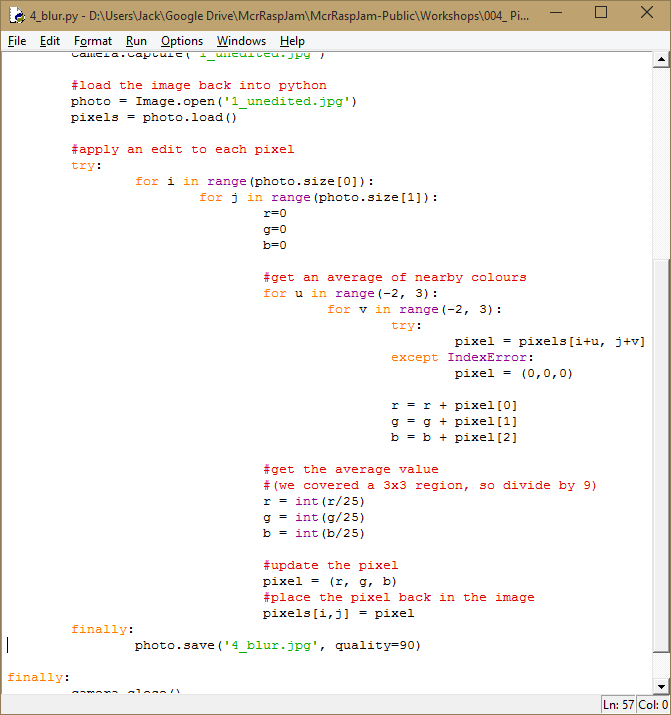 4_blur.py - D:\Users\Jack\Google Drive\McrRaspJam\McrRaspJam-Public\Workshops\004_ Pi...
File Edit Format Run Options Windows Help
camera.capture('1_unedited.jpg')
#load the image back into python
photo = Image.open('1_unedited.jpg')
pixels = photo.load()
#apply an edit to each pixel
try:
for i in range(photo.size[0]):
for j in range(photo.size[1]):
r=0
g=0
b=0
#get an average of nearby colours
for u in range(-2, 3):
for v in range(-2, 3):
try:
pixel = pixels[i+u, j+v]
except IndexError:
pixel = (0,0,0)
r = r + pixel[0]
g = g + pixel[1]
b = b + pixel[2]
#get the average value
#(we covered a 3x3 region, so divide by 9)
r = int(r/25)
g = int(g/25)
b = int(b/25)
#update the pixel
pixel = (r, g, b)
#place the pixel back in the image
pixels[i,j] = pixel
finally:
photo.save('4_blur.jpg', quality=90)
finally:
camera.close()
Ln: 57 Col: 0